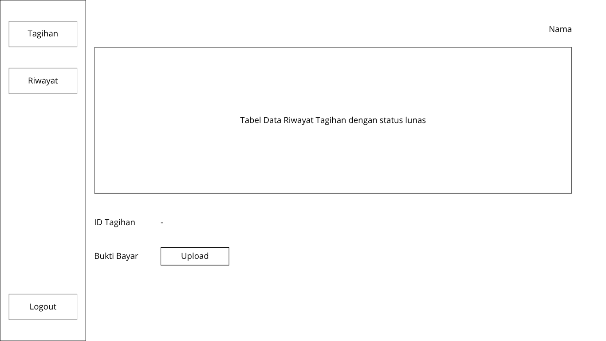 Nama
Tagihan
Riwayat
Tabel Data Riwayat Tagihan dengan status lunas
ID Tagihan -
Bukti Bayar Upload
Logout